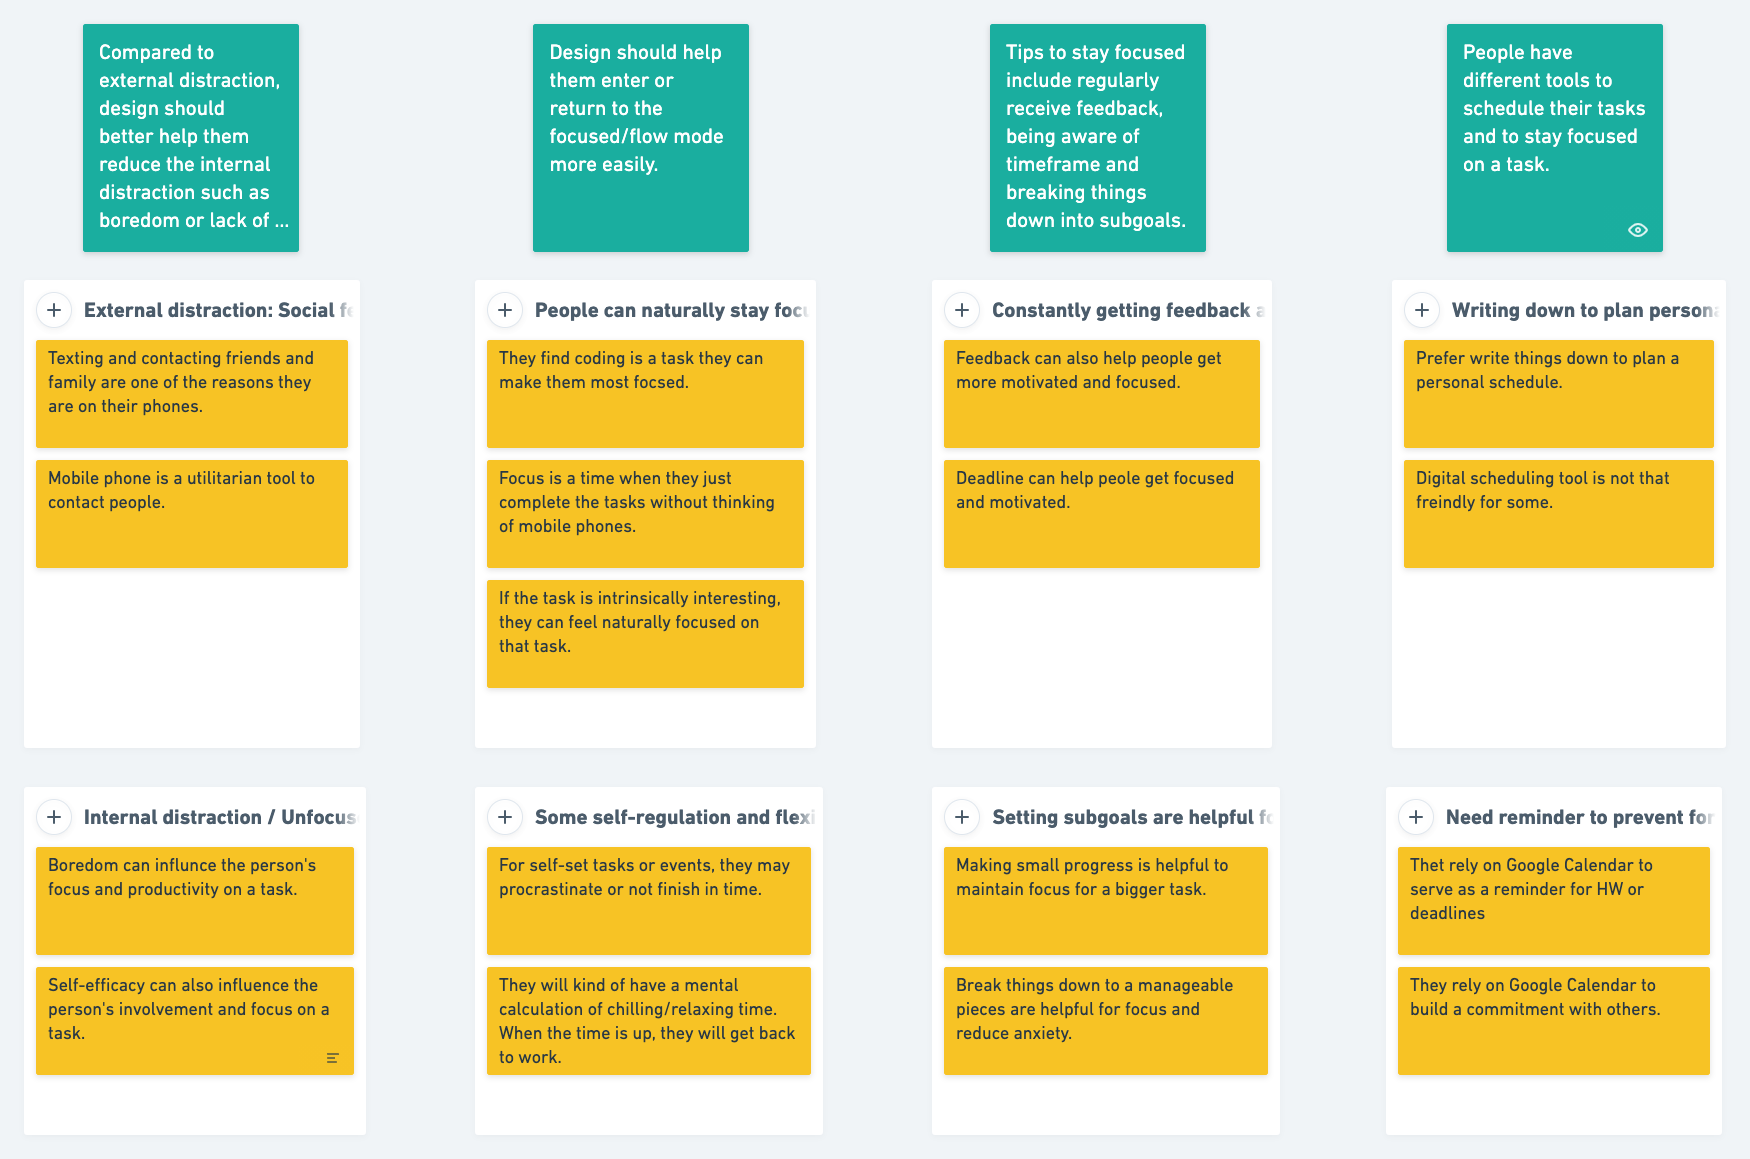 Compared to
external distraction,
design should
better help them
reduce the internal
distraction such as
boredom or lack of ...
Design should help
them enter or
return to the
focused/flow mode
more easily.
Tips to stay focused
include regularly
receive feedback,
being aware of
timeframe and
breaking things
down into subgoals.
People have
different tools to
schedule their tasks
and to stay focused
on a task.
External distraction: Social
Texting and contacting friends and
family are one of the reasons they
are on their phones.
Mobile phone is a utilitarian tool to
contact people.
People can naturally stay
They find coding is a task they can
make them most focsed.
Focus is a time when they just
complete the tasks without thinking
of mobile phones.
If the task is intrinsically interesting,
they can feel naturally focused on
that task.
Constantly getting feedback
Feedback can also help people get
more motivated and focused.
Deadline can help peole get focused
and motivated.
Writing down to plan
Prefer write things down to plan a
personal schedule.
Digital scheduling tool is not that
freindly for some.
Internal distraction / Unfocus
Boredom can influnce the person's
focus and productivity on a task.
Self-efficacy can also influence the
person's involvement and focus on a
task.
Some self-regulation and flexi
For self-set tasks or events, they may
procrastinate or not finish in time.
They will kind of have a mental
calculation of chilling/relaxing time.
When the time is up, they will get back
to work.
Setting subgoals are helpful
Making small progress is helpful to
maintain focus for a bigger task.
Break things down to a manageable
pieces are helpful for focus and
reduce anxiety.
Need reminder to prevent for
Thet rely on Google Calendar to
serve as a reminder for HW or
deadlines
They rely on Google Calendar to
build a commitment with others.